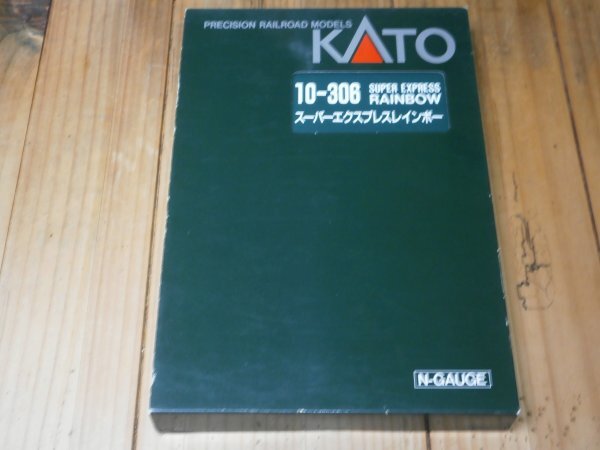 PRECISION RAILROAD MODELS
KATO
10-306 SUPER EXPRESS
RAINBOW
スーパーエクスプレスレインボー
N-GAUGE